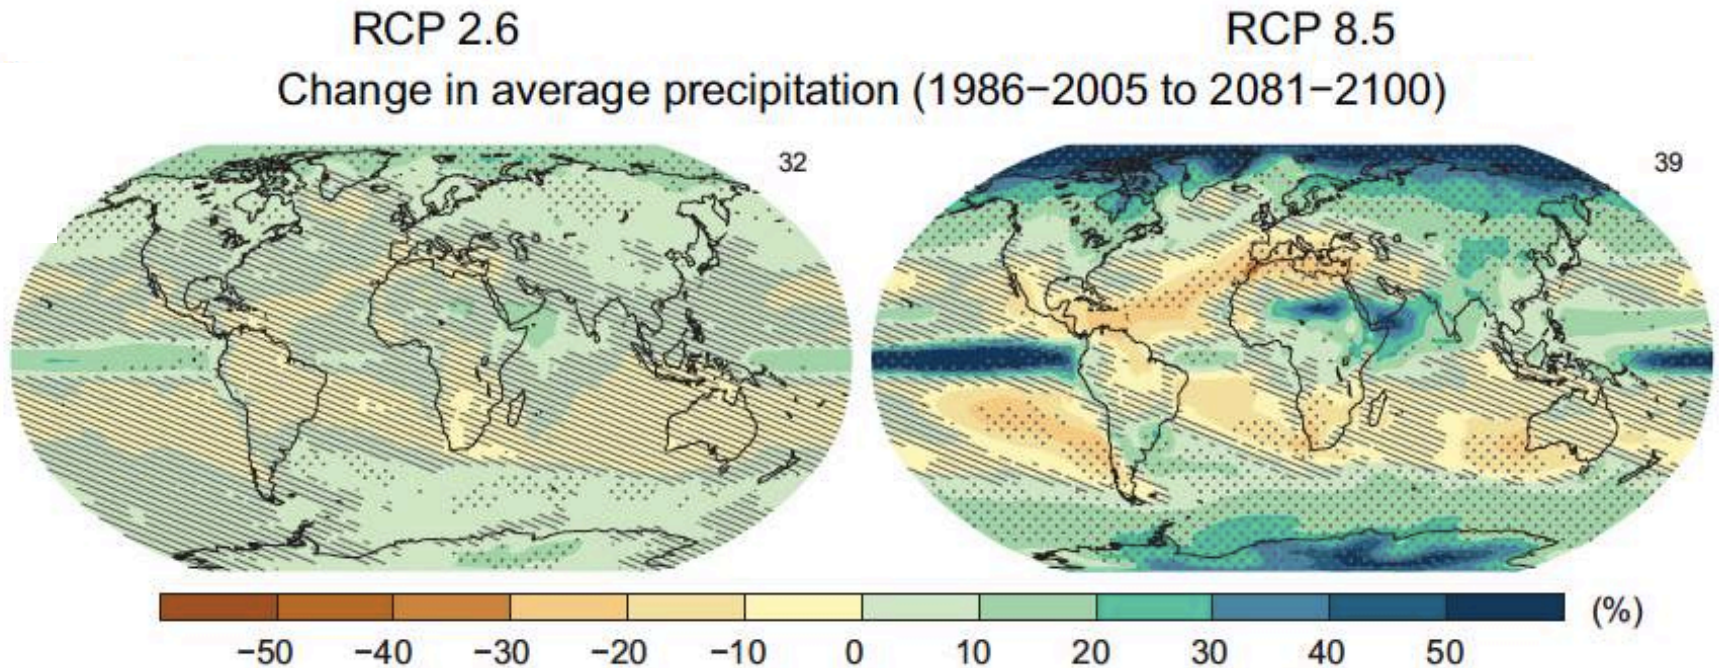 RCP 2.6 RCP 8.5
Change in average precipitation (1986−2005 to 2081−2100)
32 39
(%)
−50 −40 −30 −20 −10 0 10 20 30 40 50